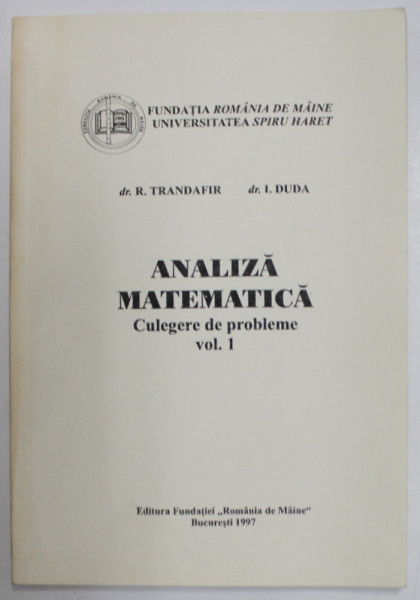 FUNDAȚIA ROMÂNIA DE MÂINE
UNIVERSITATEA SPIRU HARET
dr. R. TRANDAFIR dr. I. DUDA
ANALIZĂ
MATEMATICĂ
Culegere de probleme
vol. 1
Editura Fundației „România de Mâine“
București 1997